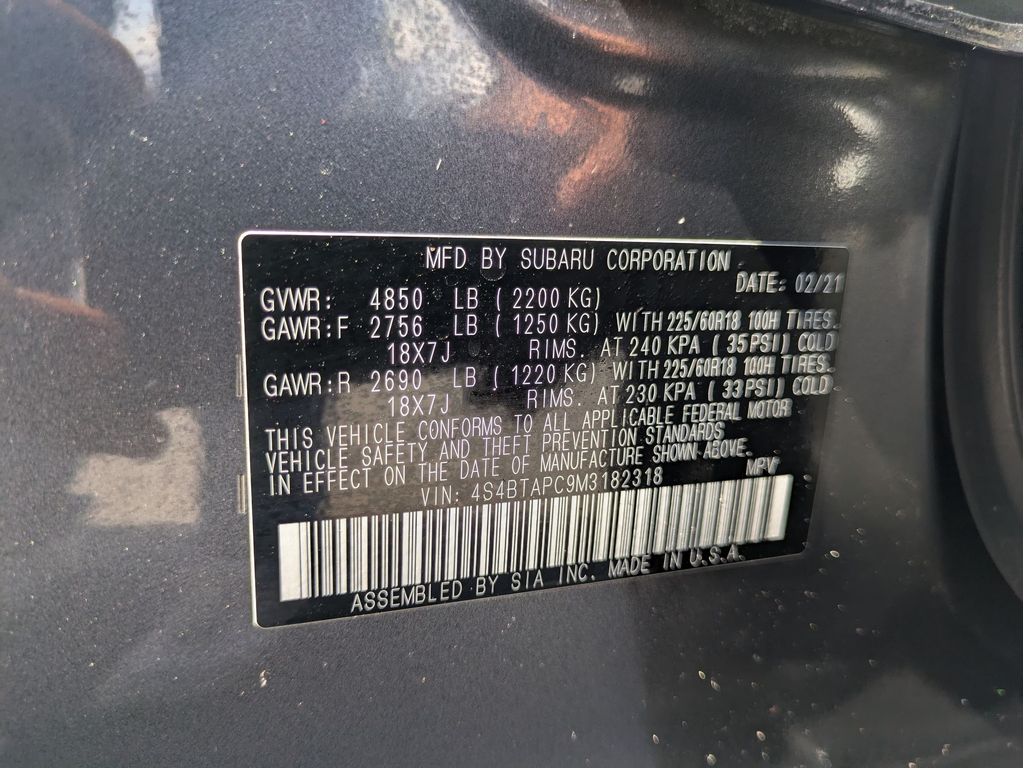 MFD BY SUBARU CORPORATION
DATE: 02/21
GVWR: 4850 LB ( 2200 KG)
GAWR:F 2756 LB ( 1250 KG) WITH 225/60R18 100H TIRES.
18X7J RIMS. AT 240 KPA ( 35 PSI) COLD
GAWR:R 2690 LB ( 1220 KG) WITH 225/60R18 100H TIRES.
18X7J RIMS. AT 230 KPA ( 33 PSI) COLD
THIS VEHICLE CONFORMS TO ALL APPLICABLE FEDERAL MOTOR
VEHICLE SAFETY AND THEFT PREVENTION STANDARDS
IN EFFECT ON THE DATE OF MANUFACTURE SHOWN ABOVE.
VIN: 4S4BTAPC9M3182318 MPV
ASSEMBLED BY SIA INC. MADE IN U.S.A.